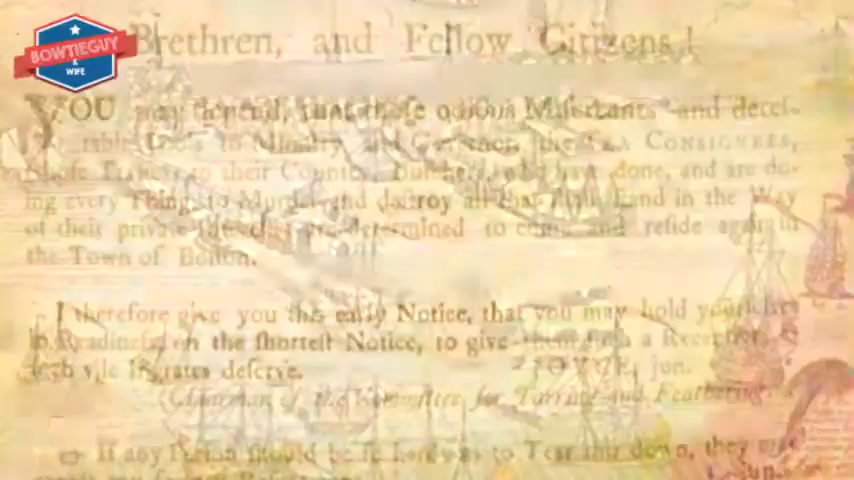 BOWTIEGUY
&
WIFE
Brethren, and Fellow Citizens!
YOU may depend, that those odious Miscreants and detes-
Tools to Ministry and Governor, the TEA CONSIGNEES,
to their Country, Butchers, who have done, and are do-
ing every Thing to Murder and destroy all that shall stand in the Way
of their private Interest, are determined to come and reside again in
the Town of Boston.
I therefore give you this early Notice, that you may hold yourselves
in Readiness, on the shortest Notice, to give them such a Reception,
as such vile Ingrates deserve. JOYCE, jun.
Chairman of the Committee for Tarring and Feathering.
If any Person should be so hardy as to Tear this down, they may